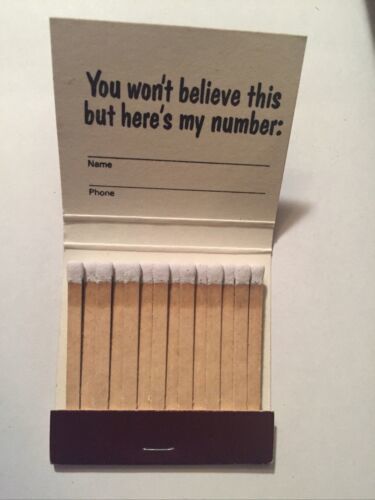 You won't believe this
but here's my number:
Name
Phone